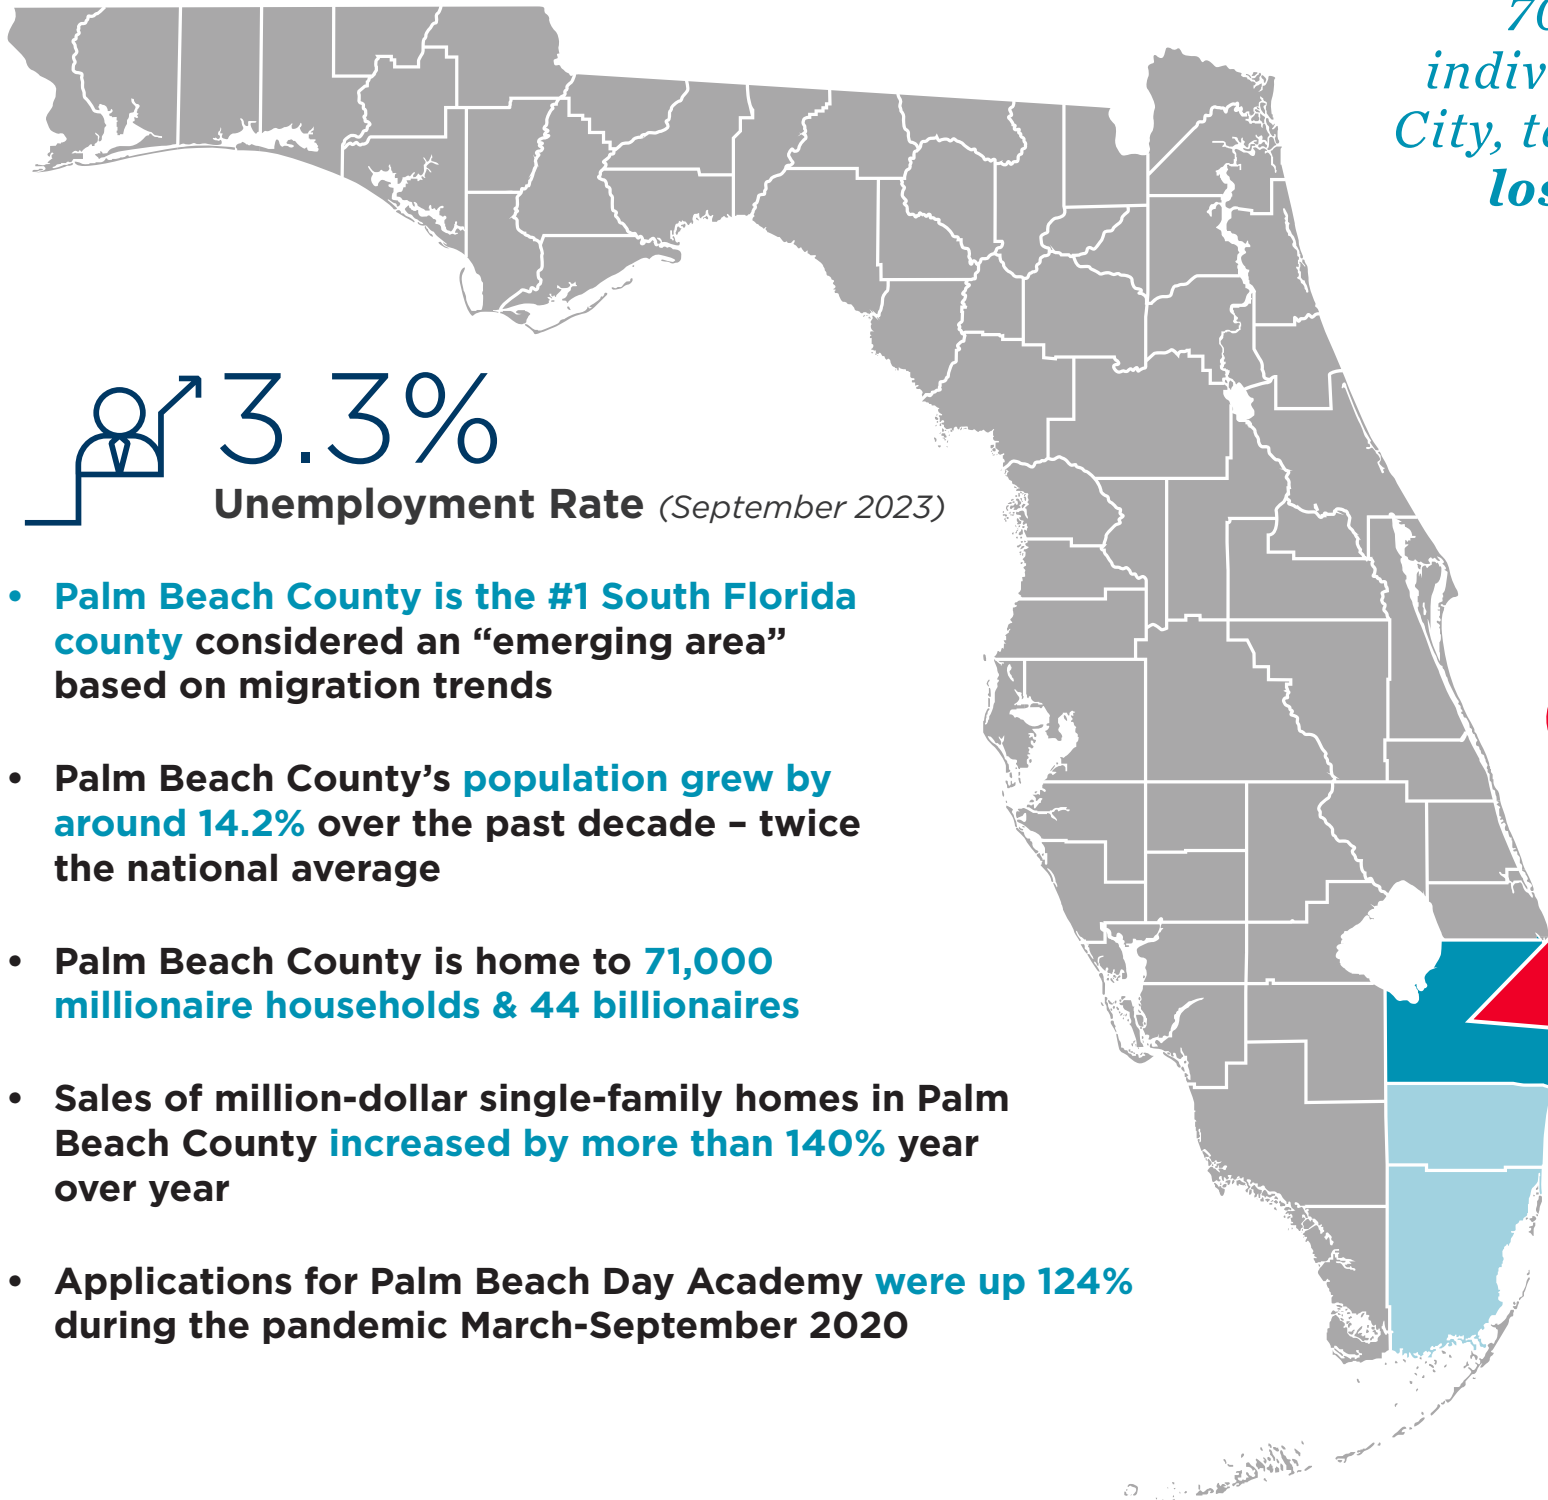 City,
3.3%
Unemployment Rate (September 2023)
• Palm Beach County is the #1 South Florida
county considered an “emerging area”
based on migration trends
• Palm Beach County’s population grew by
around 14.2% over the past decade – twice
the national average
• Palm Beach County is home to 71,000
millionaire households & 44 billionaires
• Sales of million-dollar single-family homes in Palm
Beach County increased by more than 140% year
over year
• Applications for Palm Beach Day Academy were up 124%
during the pandemic March-September 2020